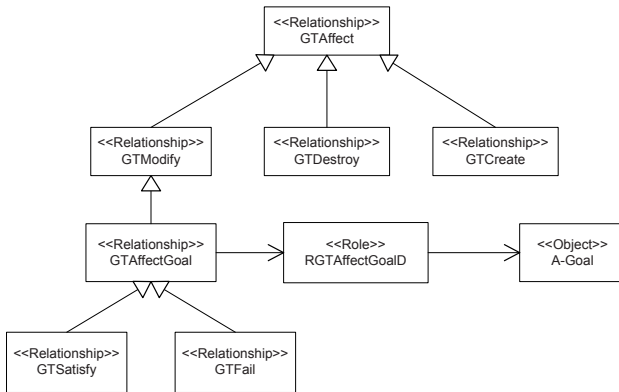 <<Relationship>>
GTAffect
<<Relationship>>
GTModify
<<Relationship>>
GTDestroy
<<Relationship>>
GTCreate
<<Relationship>>
GTAffectGoal
<<Role>>
RGTAffectGoalD
<<Object>>
A-Goal
<<Relationship>>
GTSatisfy
<<Relationship>>
GTFail